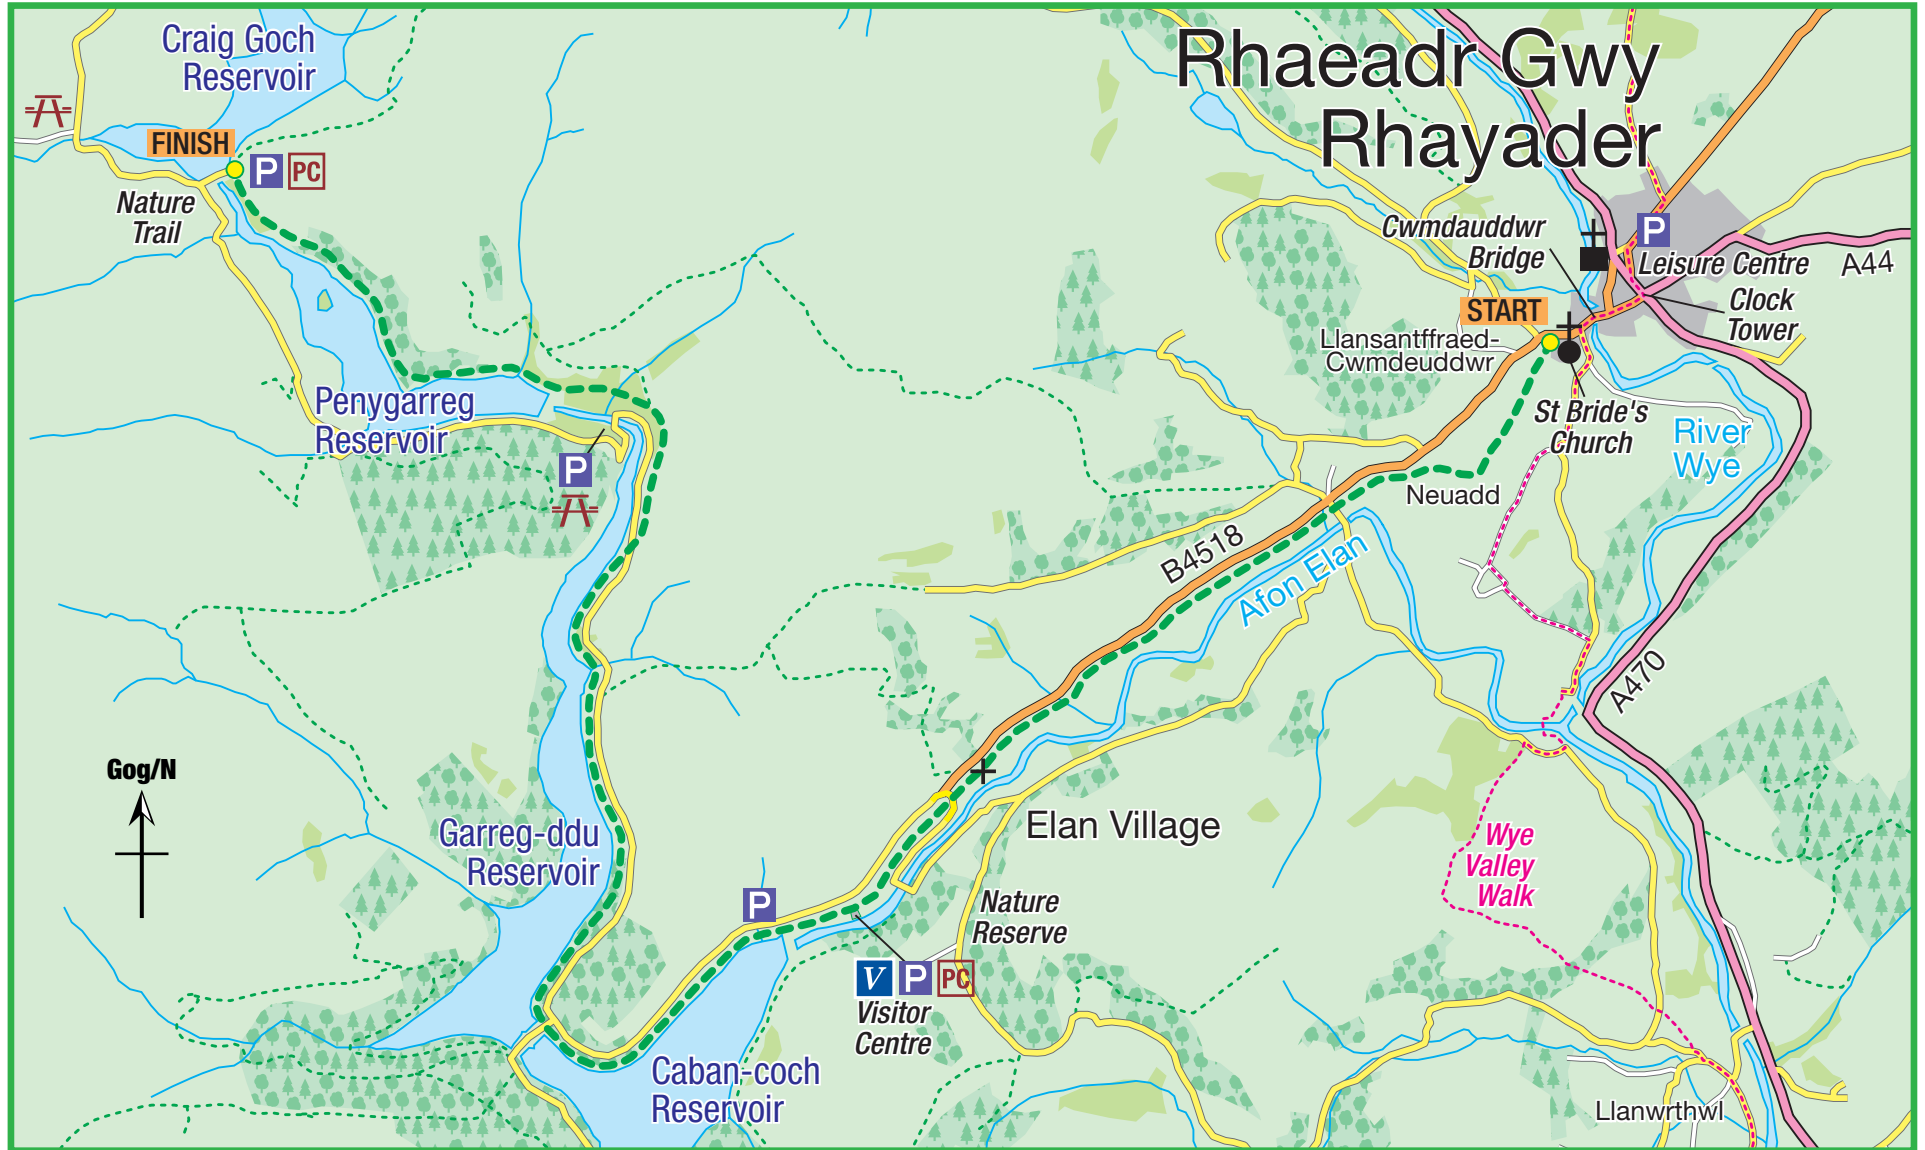 Craig Goch
Reservoir
Rhaeadr Gwy
Rhayader
FINISH
P
PC
Nature
Trail
Cwmdauddwr
Bridge
P
Leisure Centre
A44
Clock
Tower
START
Llansantffraed-
Cwmdeuddwr
St Bride's
Church
River
Wye
Penygarreg
Reservoir
P
Neuadd
B4518
Afon Elan
A470
Gog/N
Garreg-ddu
Reservoir
Elan Village
Wye
Valley
Walk
P
Nature
Reserve
V
P
PC
Visitor
Centre
Caban-coch
Reservoir
Llanwrthwl